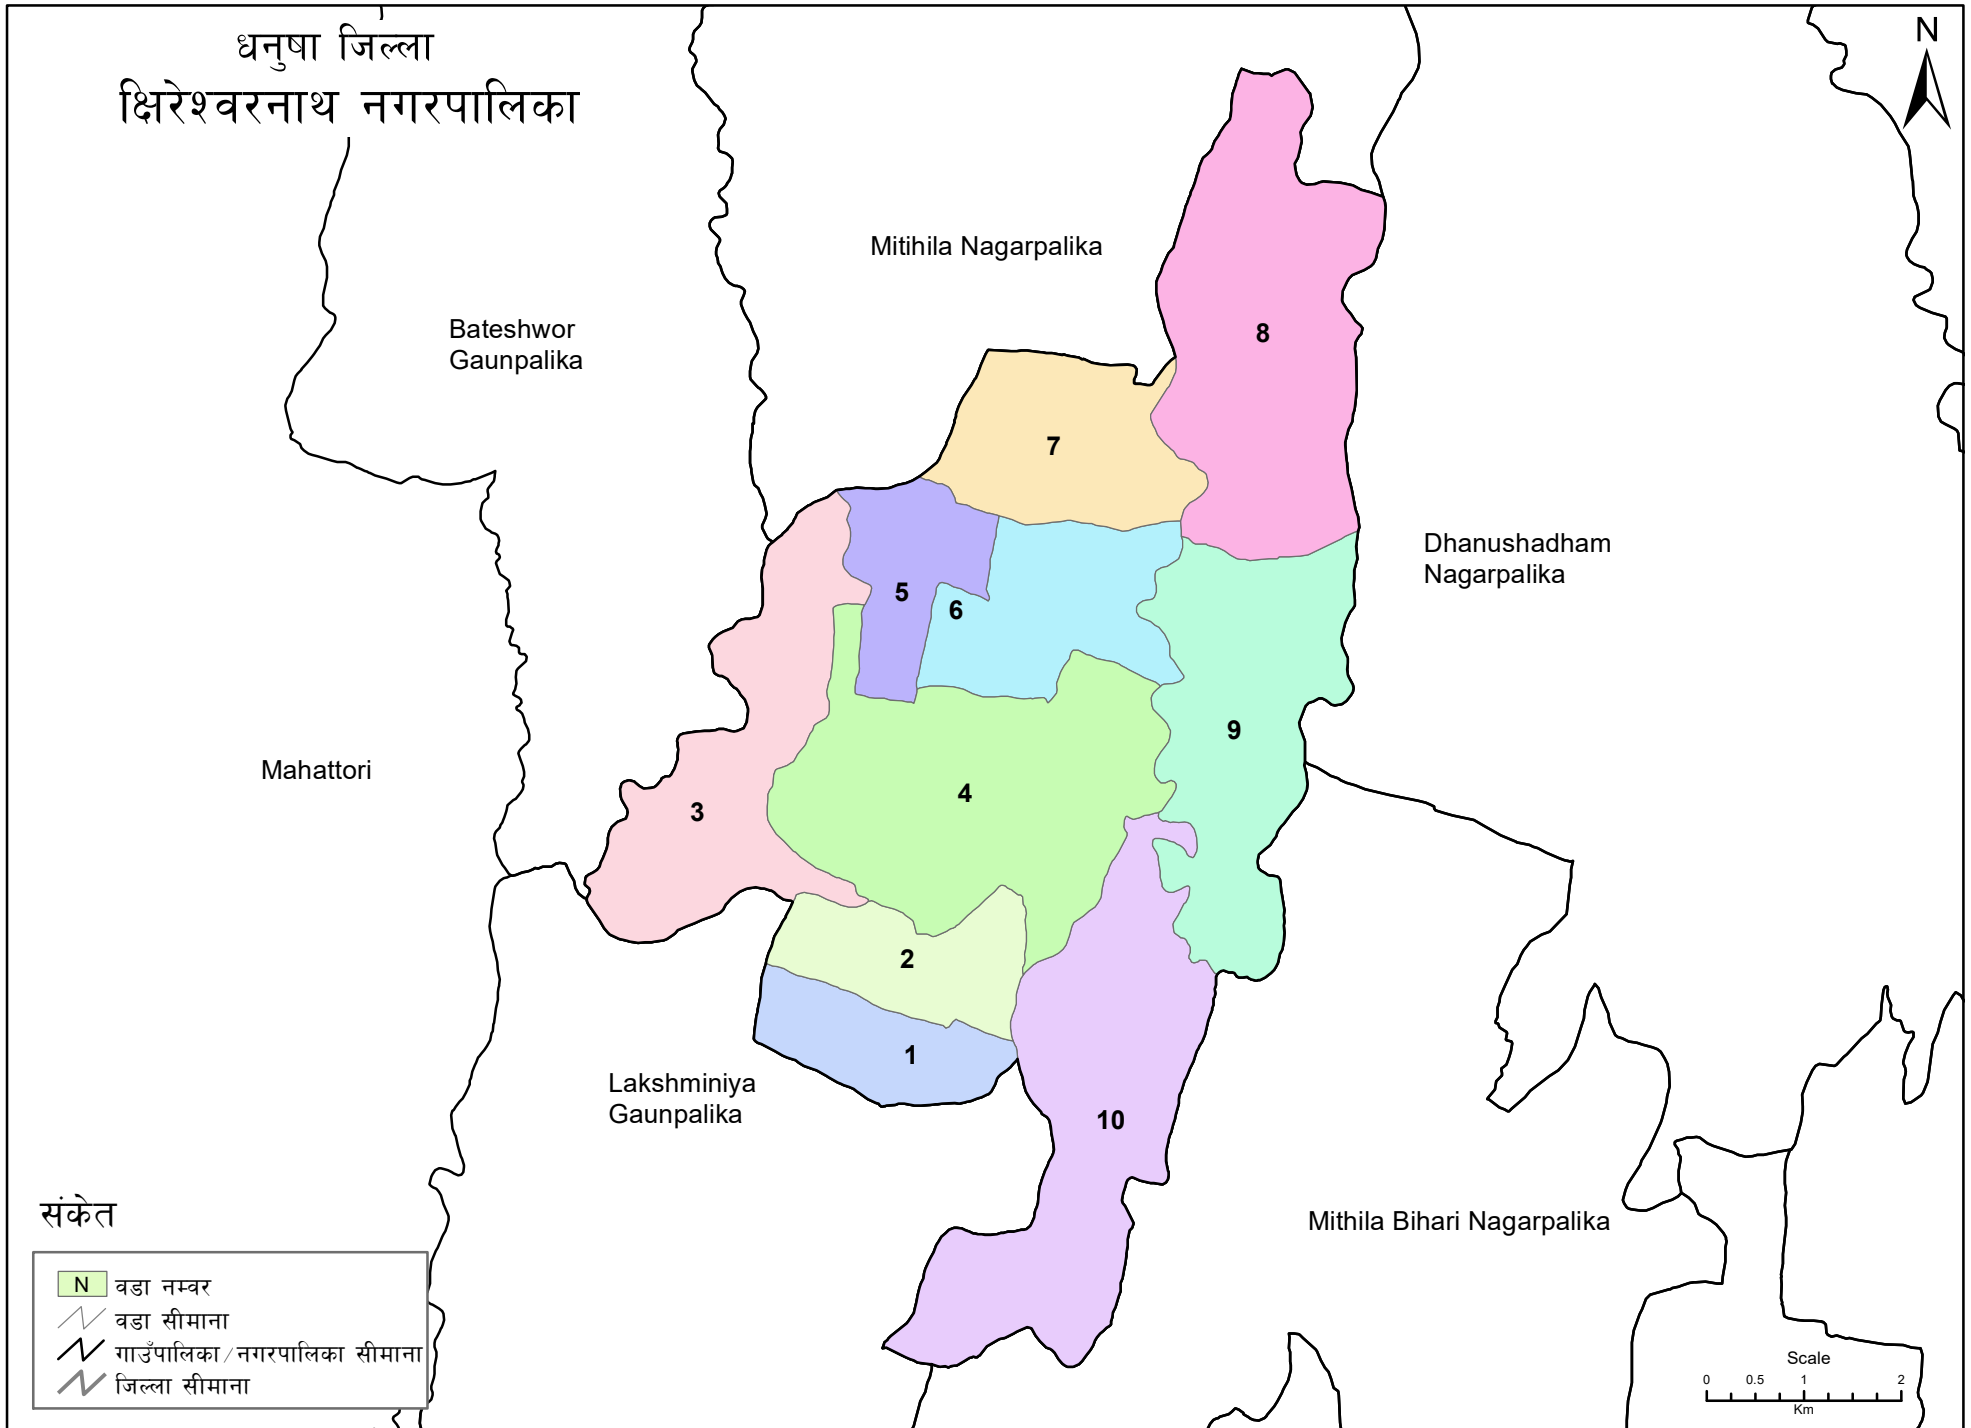 धनुषा जिल्ला
क्षिरेश्वरनाथ नगरपालिका
N
Mitihila Nagarpalika
Bateshwor
Gaunpalika
8
7
Dhanushadham
Nagarpalika
5
6
9
Mahattori
4
3
2
1
Lakshminiya
Gaunpalika
10
Mithila Bihari Nagarpalika
संकेत
N वडा नम्वर
वडा सीमाना
गाउँपालिका/नगरपालिका सीमाना
जिल्ला सीमाना
Scale
0 0.5 1 2
Km